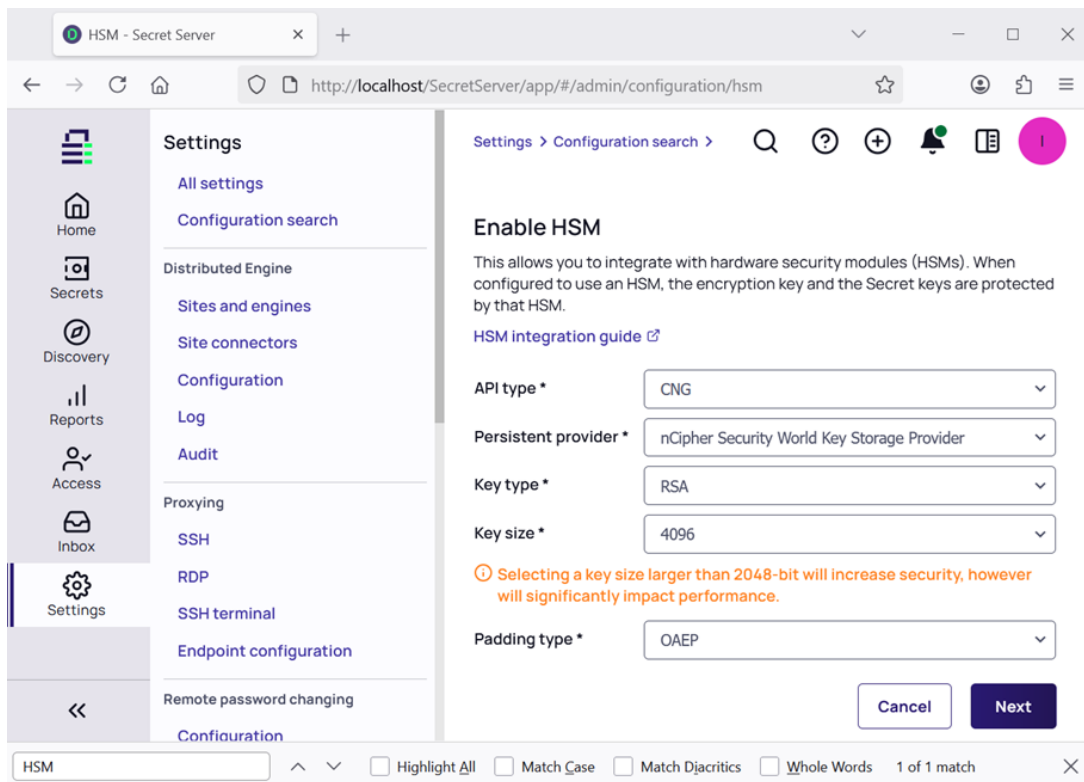 HSM - Secret Server
http://localhost/SecretServer/app/#/admin/configuration/hsm
Home
Secrets
Discovery
Reports
Access
Inbox
Settings
Settings
All settings
Configuration search
Distributed Engine
Sites and engines
Site connectors
Configuration
Log
Audit
Proxying
SSH
RDP
SSH terminal
Endpoint configuration
Remote password changing
Configuration
Settings > Configuration search >
I
Enable HSM
This allows you to integrate with hardware security modules (HSMs). When
configured to use an HSM, the encryption key and the Secret keys are protected
by that HSM.
HSM integration guide
API type * CNG
Persistent provider * nCipher Security World Key Storage Provider
Key type * RSA
Key size * 4096
Selecting a key size larger than 2048-bit will increase security, however
will significantly impact performance.
Padding type * OAEP
Cancel Next
HSM Highlight All Match Case Match Diacritics Whole Words 1 of 1 match